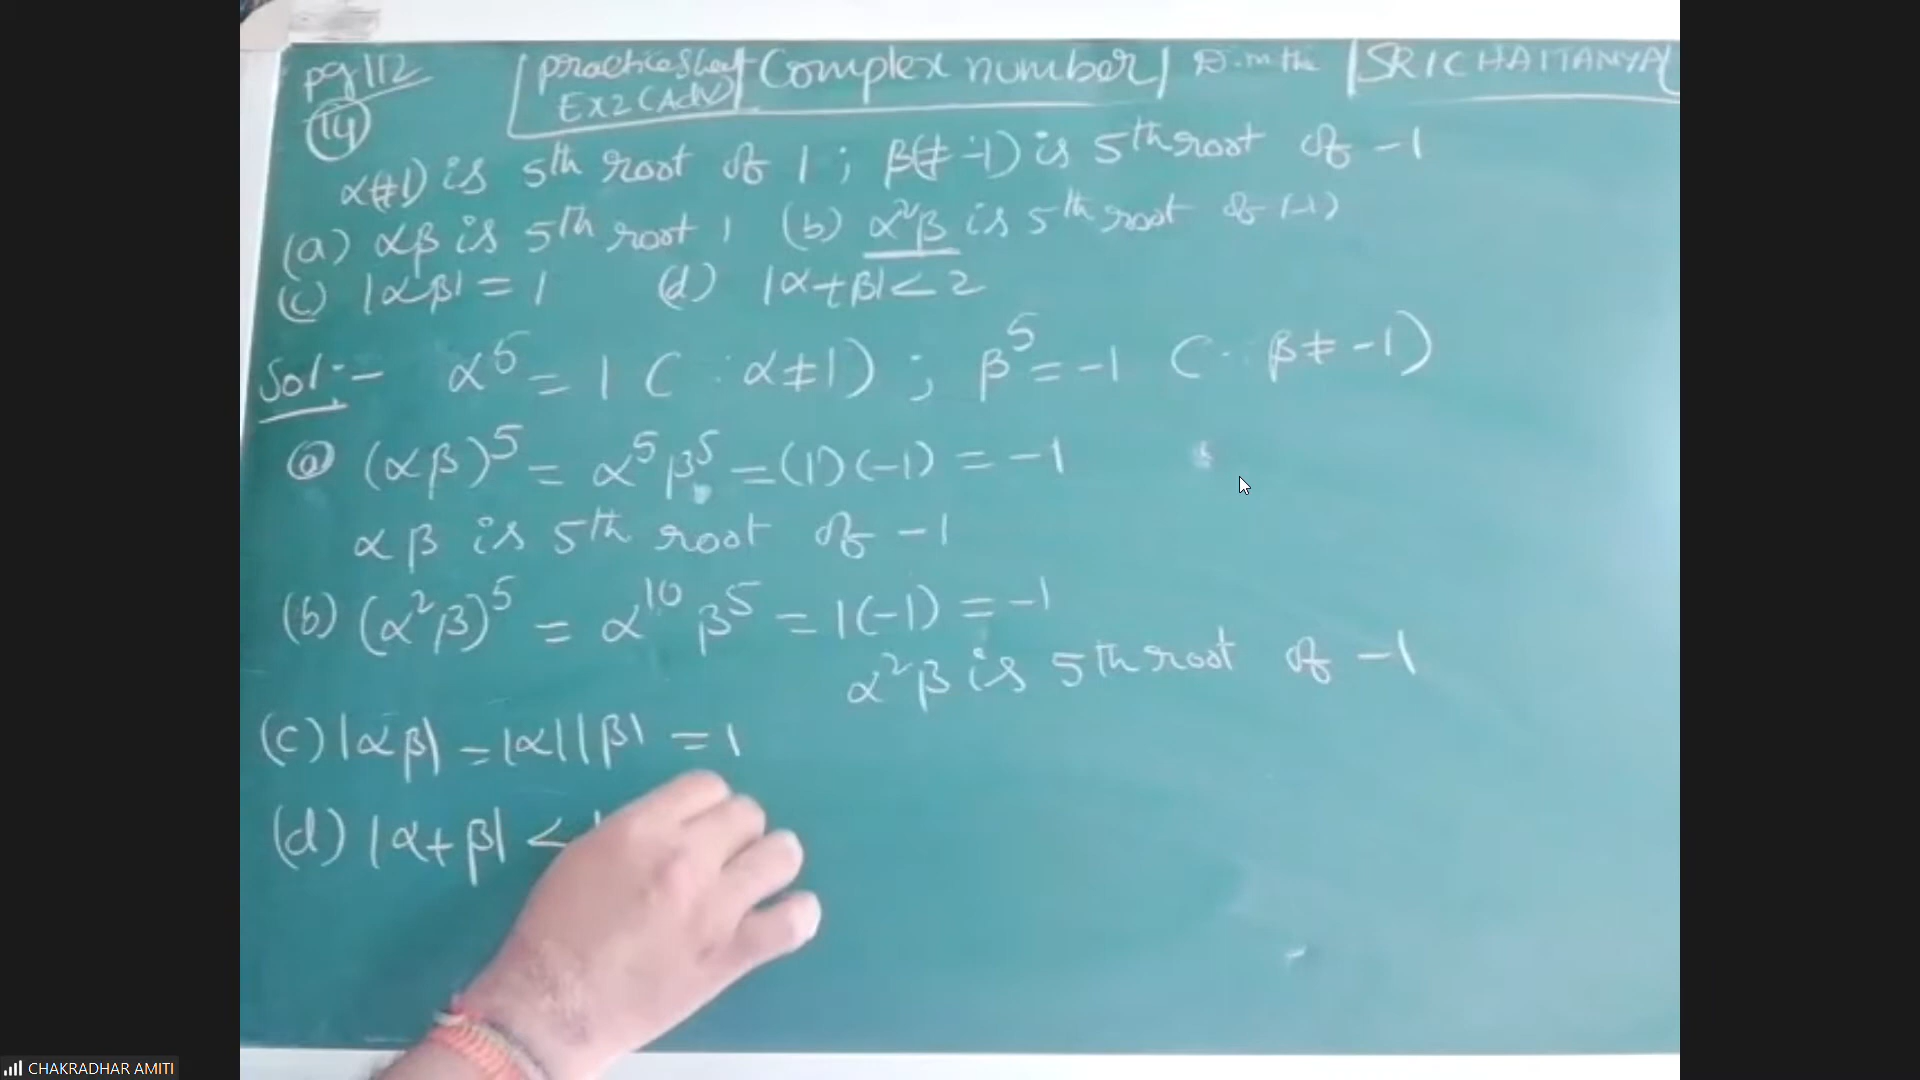 pg 112 practice sheet Complex number SRICHAITANYA
Ex2 (Adv)
14
α(≠1) is 5th root of 1 ; β(≠-1) is 5th root of -1
(a) αβ is 5th root 1 (b) α²β is 5th root of (-1)
(c) |αβ| = 1 (d) |α+β| < 2
Sol:- α⁵ = 1 (∵ α≠1) ; β⁵ = -1 (∵ β≠-1)
(a) (αβ)⁵ = α⁵β⁵ = (1)(-1) = -1
αβ is 5th root of -1
(b) (α²β)⁵ = α¹⁰β⁵ = 1(-1) = -1
α²β is 5th root of -1
(c) |αβ| = |α||β| = 1
(d) |α+β| <
CHAKRADHAR AMITI